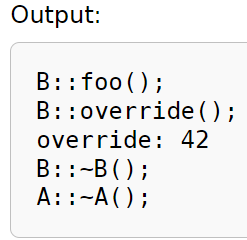 Output:
B::foo();
B::override();
override: 42
B::~B();
A::~A();